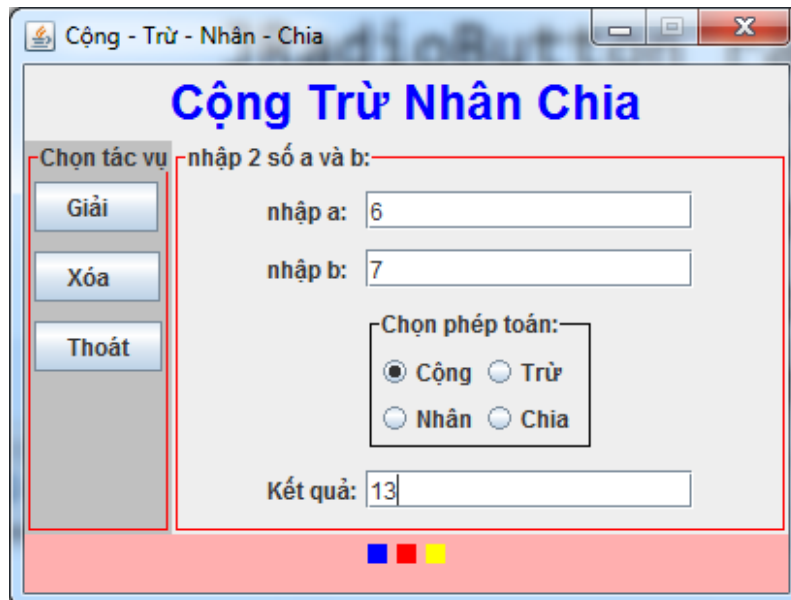 Cộng - Trừ - Nhân - Chia
Cộng Trừ Nhân Chia
Chọn tác vụ
Giải
Xóa
Thoát
nhập 2 số a và b:
nhập a: 6
nhập b: 7
Chọn phép toán:
Cộng Trừ
Nhân Chia
Kết quả: 13